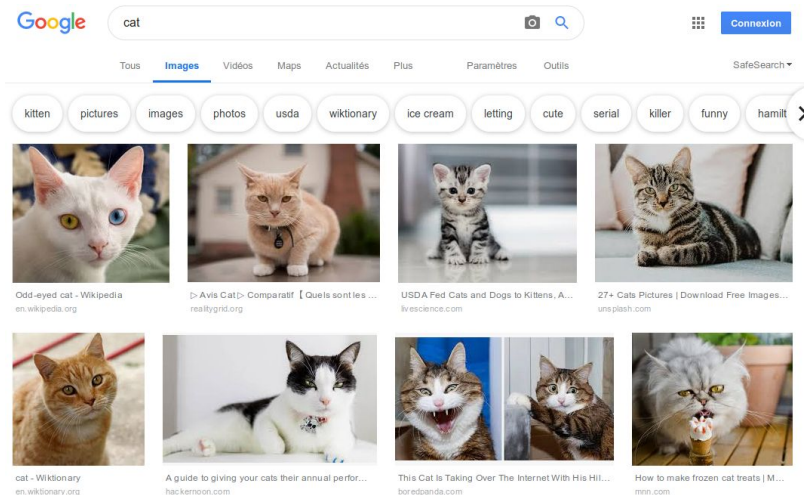 Google
cat
Connexion
Tous Images Vidéos Maps Actualités Plus Paramètres Outils SafeSearch
kitten pictures images photos usda wiktionary ice cream letting cute serial killer funny hamilt
Odd-eyed cat - Wikipedia
en.wikipedia.org
▷ Avis Cat ▷ Comparatif【 Quels sont les ...
realitygrid.org
USDA Fed Cats and Dogs to Kittens, A...
livescience.com
27+ Cats Pictures | Download Free Images...
unsplash.com
cat - Wiktionary
en.wiktionary.org
A guide to giving your cats their annual perfor...
hackernoon.com
This Cat Is Taking Over The Internet With His Hil...
boredpanda.com
How to make frozen cat treats | M...
mnn.com